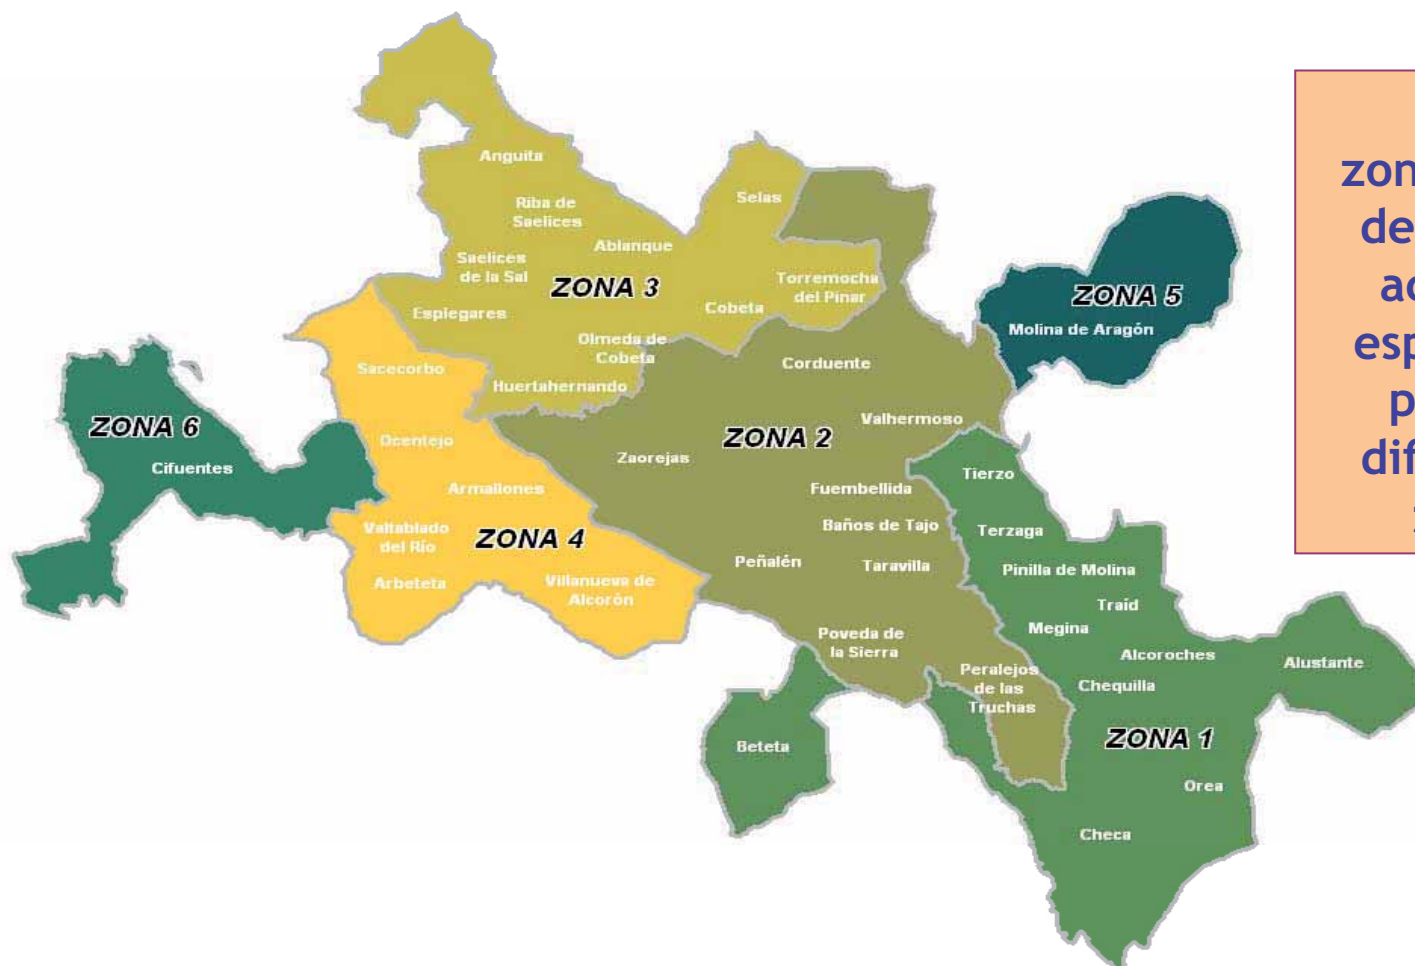 Anguita
Riba de
Saelices
Selas
Ablanque
Saelices
de la Sal
ZONA 3
Torremocha
del Pinar
Esplegares
Cobeta
Olmeda de
Cobeta
Huertahernando
ZONA 5
Molina de Aragón
Sacecorbo
Ocentejo
Armallones
Valtablado
del Río
ZONA 4
Arbeteta
Villanueva de
Alcorón
ZONA 6
Cifuentes
Corduente
Valhermoso
ZONA 2
Zaorejas
Fuembellida
Baños de Tajo
Peñalén
Taravilla
Poveda de
la Sierra
Peralejos
de las
Truchas
Tierzo
Terzaga
Pinilla de Molina
Traíd
Megina
Alcoroches
Alustante
Chequilla
Beteta
ZONA 1
Orea
Checa
zon
de
ac
esp
p
dif